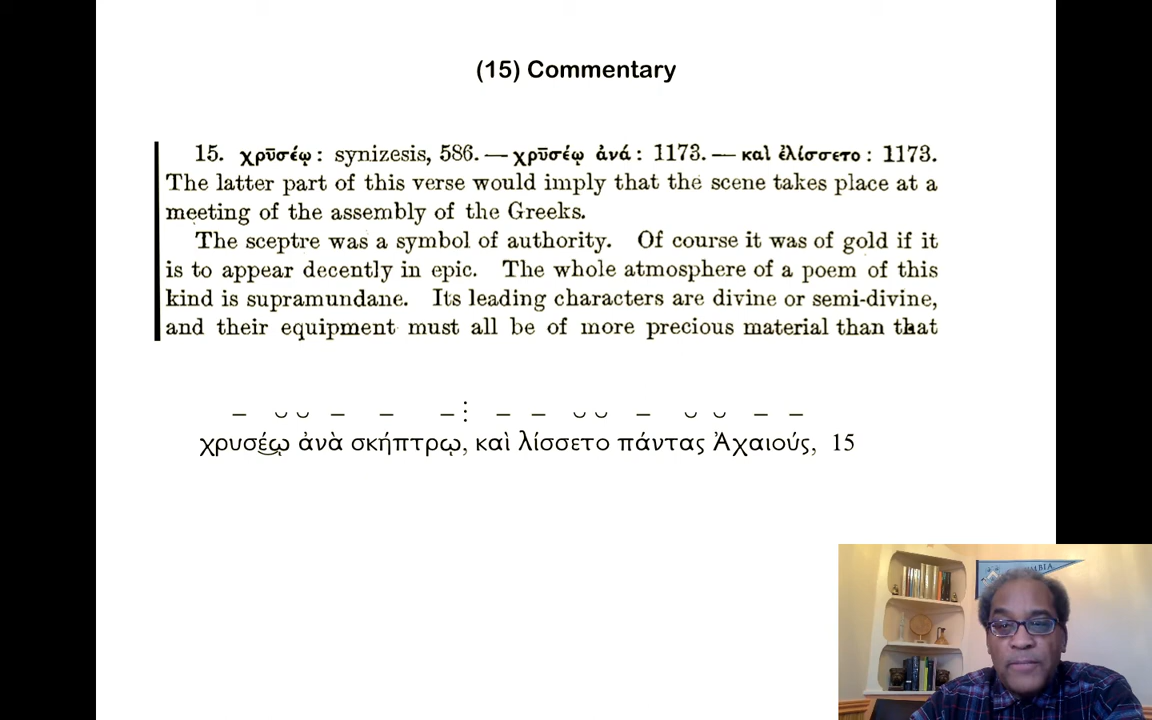 (15) Commentary
15. χρῡσέῳ : synizesis, 586. — χρῡσέῳ ἀνά : 1173. — καὶ ἐλίσσετο : 1173.
The latter part of this verse would imply that the scene takes place at a
meeting of the assembly of the Greeks.
The sceptre was a symbol of authority. Of course it was of gold if it
is to appear decently in epic. The whole atmosphere of a poem of this
kind is supramundane. Its leading characters are divine or semi-divine,
and their equipment must all be of more precious material than that
– ⏑ ⏑ – – – ⋮ – – ⏑ ⏑ – ⏑ ⏑ – –
χρυσέῳ ἀνὰ σκήπτρῳ, καὶ λίσσετο πάντας Ἀχαιούς, 15